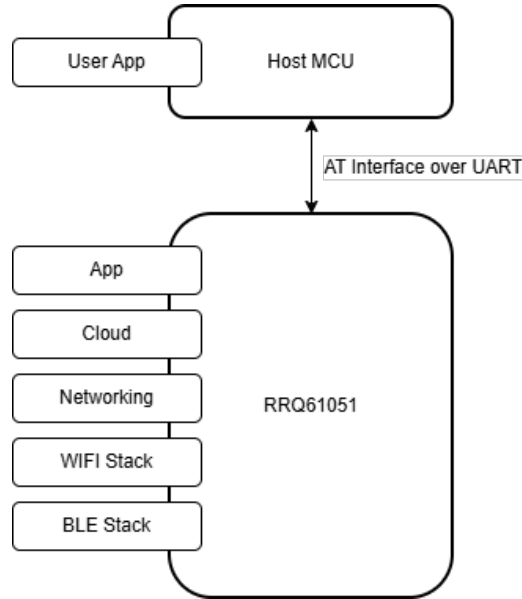 User App
Host MCU
AT Interface over UART
App
Cloud
Networking
RRQ61051
WIFI Stack
BLE Stack